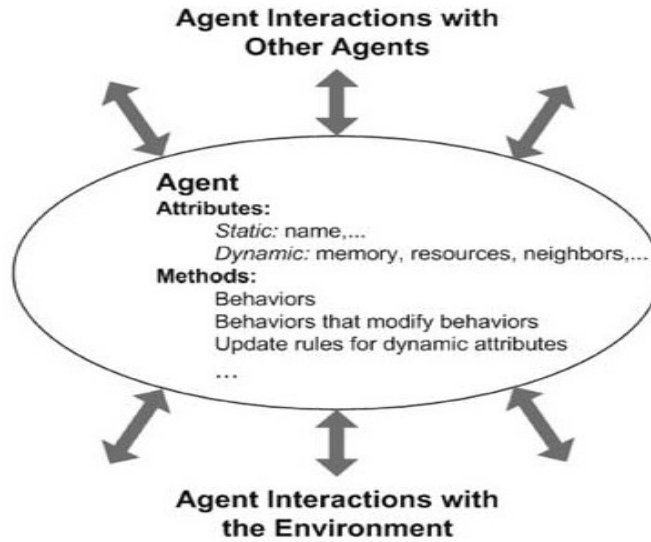 Agent Interactions with
Other Agents
Agent
Attributes:
Static: name,...
Dynamic: memory, resources, neighbors,...
Methods:
Behaviors
Behaviors that modify behaviors
Update rules for dynamic attributes
...
Agent Interactions with
the Environment